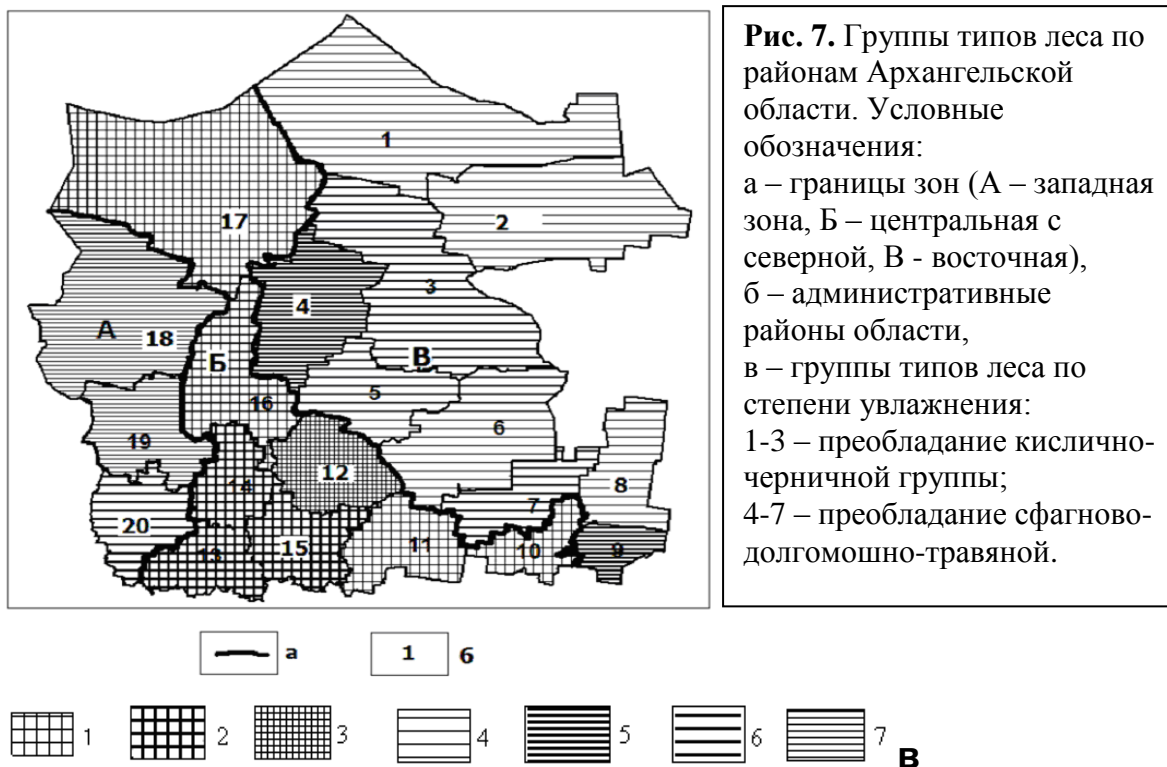 1
2
17
3
4
А
18
Б
В
5
16
6
19
12
14
8
7
20
15
11
10
13
9
Рис. 7. Группы типов леса по
районам Архангельской
области. Условные
обозначения:
а – границы зон (А – западная
зона, Б – центральная с
северной, В - восточная),
б – административные
районы области,
в – группы типов леса по
степени увлажнения:
1-3 – преобладание кислично-
черничной группы;
4-7 – преобладание сфагново-
долгомошно-травяной.
а
1 б
1 2 3 4 5 6 7 в